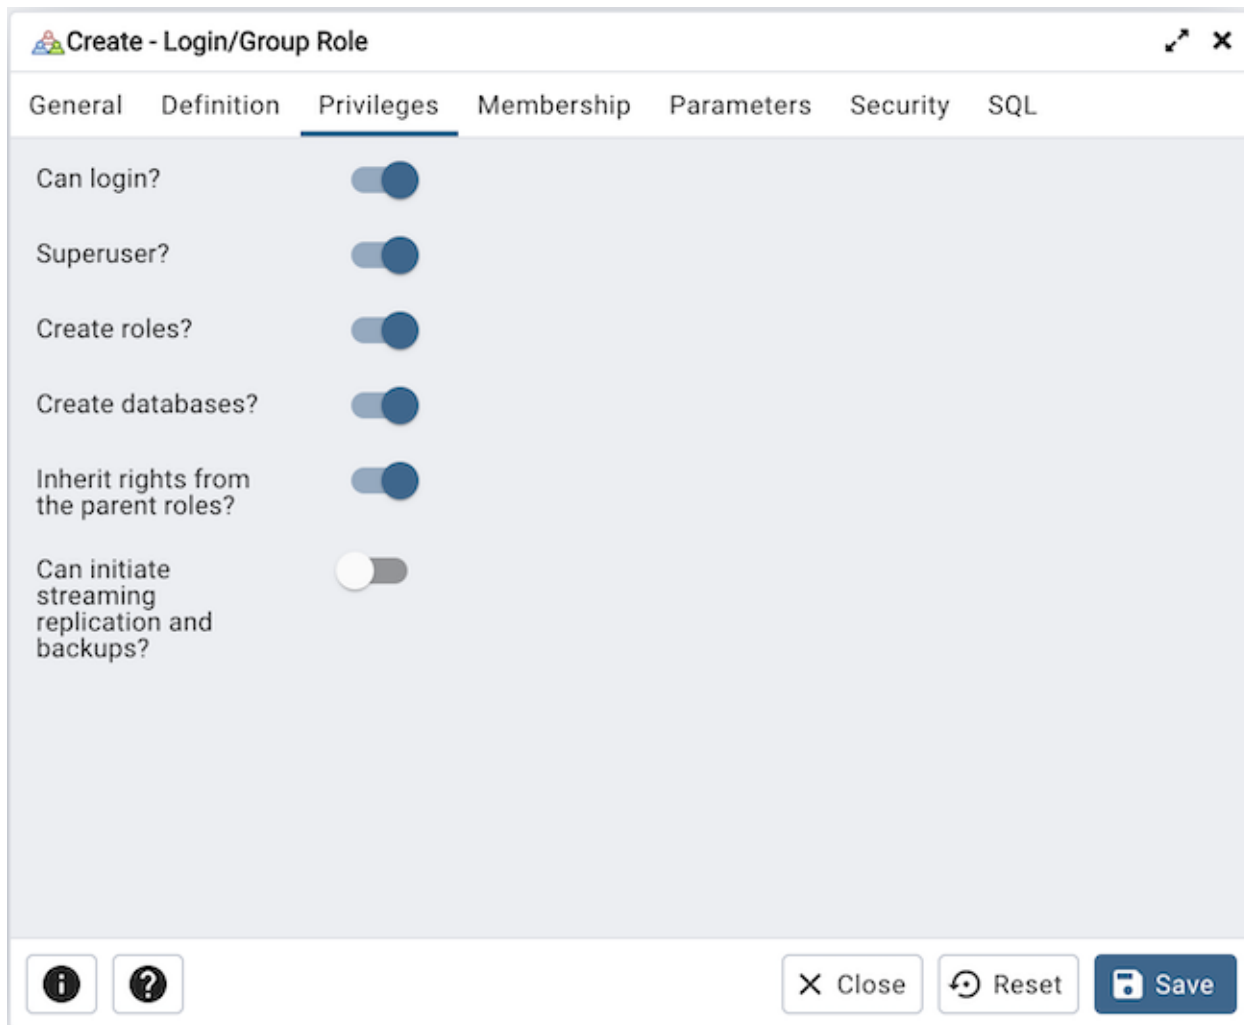 Create - Login/Group Role
General Definition Privileges Membership Parameters Security SQL
Can login?
Superuser?
Create roles?
Create databases?
Inherit rights from
the parent roles?
Can initiate
streaming
replication and
backups?
Close Reset Save